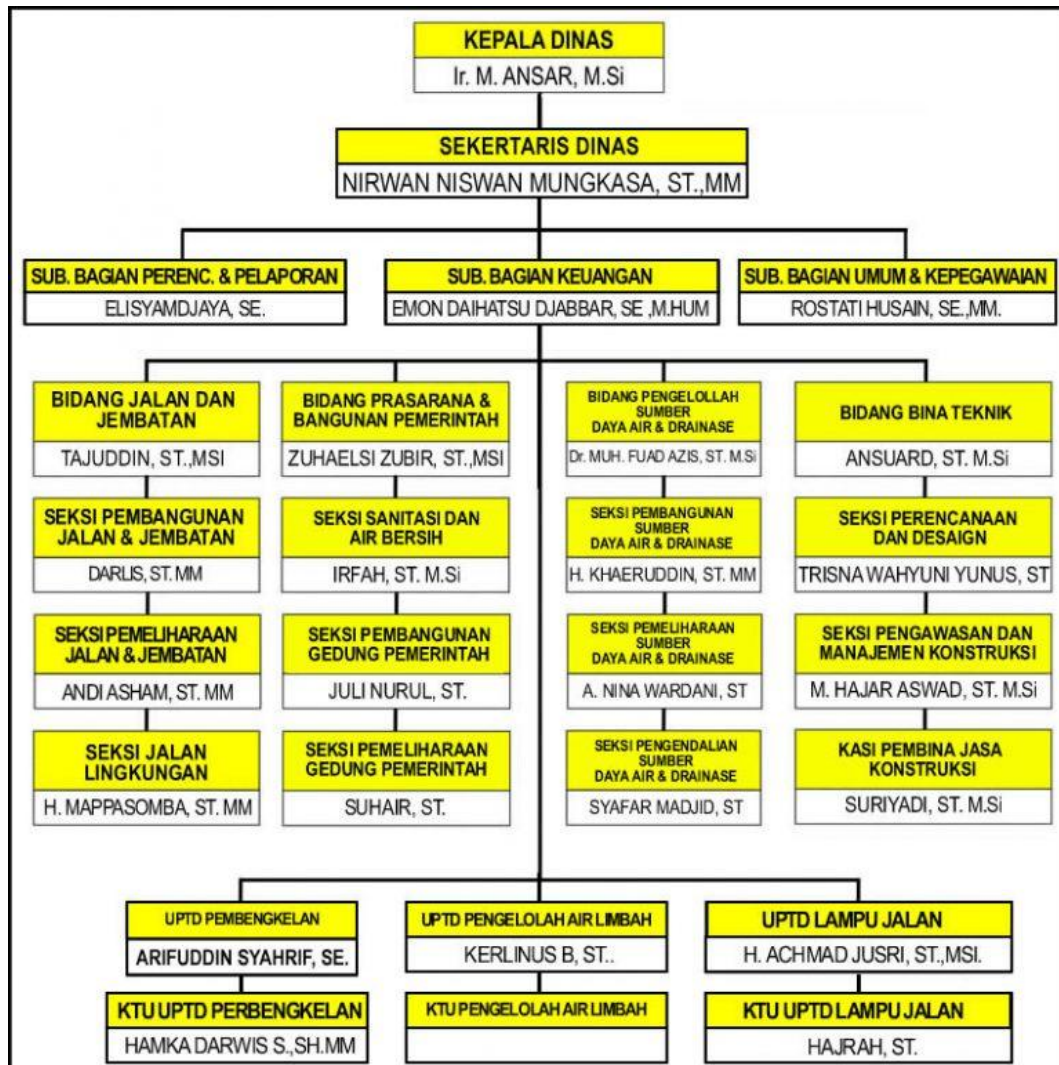 KEPALA DINAS
Ir. M. ANSAR, M.Si
SEKERTARIS DINAS
NIRWAN NISWAN MUNGKASA, ST.,MM
SUB. BAGIAN PERENC. & PELAPORAN
ELISYAMDJAYA, SE.
SUB. BAGIAN KEUANGAN
EMON DAIHATSU DJABBAR, SE ,M.HUM
SUB. BAGIAN UMUM & KEPEGAWAIAN
ROSTATI HUSAIN, SE.,MM.
BIDANG JALAN DAN
JEMBATAN
TAJUDDIN, ST.,MSI
BIDANG PRASARANA &
BANGUNAN PEMERINTAH
ZUHAELSI ZUBIR, ST.,MSI
BIDANG PENGELOLLAH
SUMBER
DAYA AIR & DRAINASE
Dr. MUH. FUAD AZIS, ST. M.Si
BIDANG BINA TEKNIK
ANSUARD, ST. M.Si
SEKSI PEMBANGUNAN
JALAN & JEMBATAN
DARLIS, ST. MM
SEKSI SANITASI DAN
AIR BERSIH
IRFAH, ST. M.Si
SEKSI PEMBANGUNAN
SUMBER
DAYA AIR & DRAINASE
H. KHAERUDDIN, ST. MM
SEKSI PERENCANAAN
DAN DESAIGN
TRISNA WAHYUNI YUNUS, ST
SEKSI PEMELIHARAAN
JALAN & JEMBATAN
ANDI ASHAM, ST. MM
SEKSI PEMBANGUNAN
GEDUNG PEMERINTAH
JULI NURUL, ST.
SEKSI PEMELIHARAAN
SUMBER
DAYA AIR & DRAINASE
A. NINA WARDANI, ST
SEKSI PENGAWASAN DAN
MANAJEMEN KONSTRUKSI
M. HAJAR ASWAD, ST. M.Si
SEKSI JALAN
LINGKUNGAN
H. MAPPASOMBA, ST. MM
SEKSI PEMELIHARAAN
GEDUNG PEMERINTAH
SUHAIR, ST.
SEKSI PENGENDALIAN
SUMBER
DAYA AIR & DRAINASE
SYAFAR MADJID, ST
KASI PEMBINA JASA
KONSTRUKSI
SURIYADI, ST. M.Si
UPTD PEMBENGKELAN
ARIFUDDIN SYAHRIF, SE.
UPTD PENGELOLAH AIR LIMBAH
KERLINUS B, ST..
UPTD LAMPU JALAN
H. ACHMAD JUSRI, ST.,MSI.
KTU UPTD PERBENGKELAN
HAMKA DARWIS S.,SH.MM
KTU PENGELOLAH AIR LIMBAH
KTU UPTD LAMPU JALAN
HAJRAH, ST.